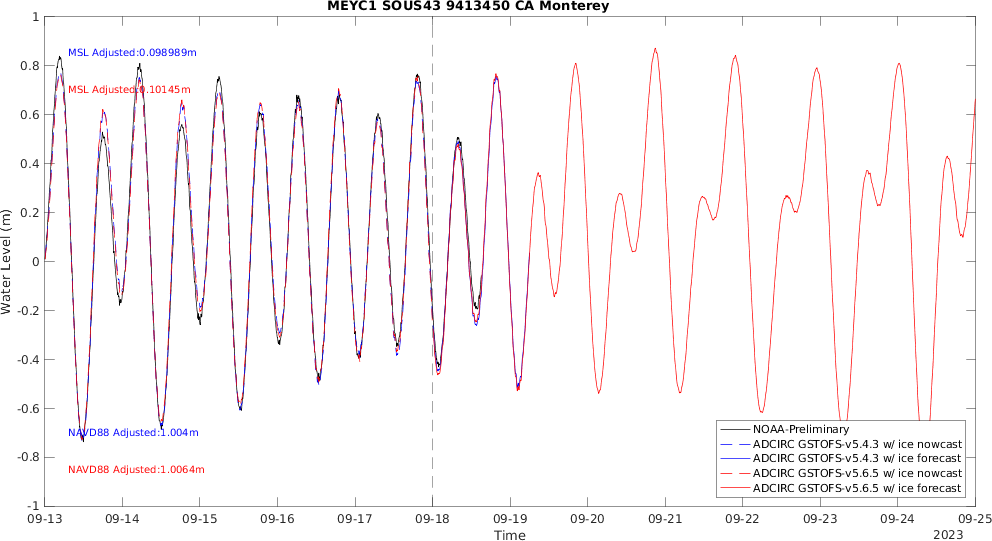 MEYC1 SOUS43 9413450 CA Monterey
1
0.8
0.6
0.4
0.2
0
-0.2
-0.4
-0.6
-0.8
-1
Water Level (m)
MSL Adjusted:0.098989m
MSL Adjusted:0.10145m
NAVD88 Adjusted:1.004m
NAVD88 Adjusted:1.0064m
NOAA-Preliminary
ADCIRC GSTOFS-v5.4.3 w/ ice nowcast
ADCIRC GSTOFS-v5.4.3 w/ ice forecast
ADCIRC GSTOFS-v5.6.5 w/ ice nowcast
ADCIRC GSTOFS-v5.6.5 w/ ice forecast
09-13 09-14 09-15 09-16 09-17 09-18 09-19 09-20 09-21 09-22 09-23 09-24 09-25
Time
2023